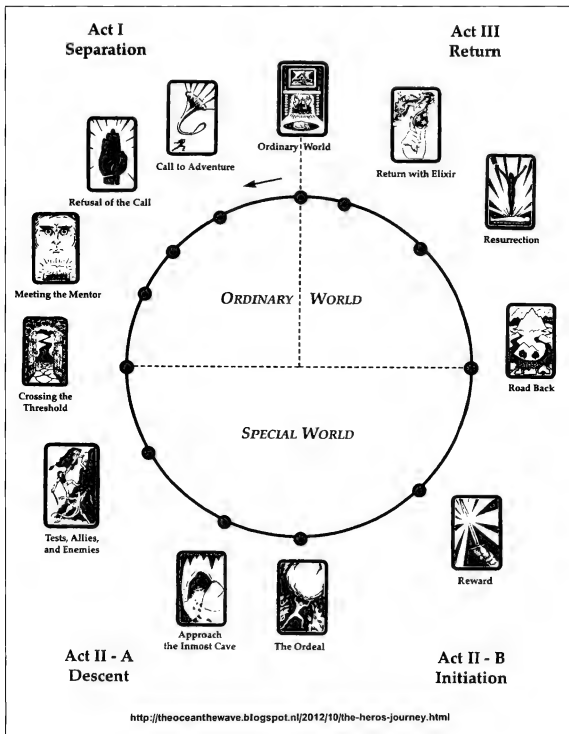 Act I
Separation
Act III
Return
Ordinary World
Call to Adventure
Return with Elixir
Refusal of the Call
Resurrection
Meeting the Mentor
ORDINARY WORLD
Crossing the
Threshold
Road Back
SPECIAL WORLD
Tests, Allies,
and Enemies
Reward
Approach
the Inmost Cave
The Ordeal
Act II - A
Descent
Act II - B
Initiation
http://theoceanthewave.blogspot.nl/2012/10/the-heros-journey.html